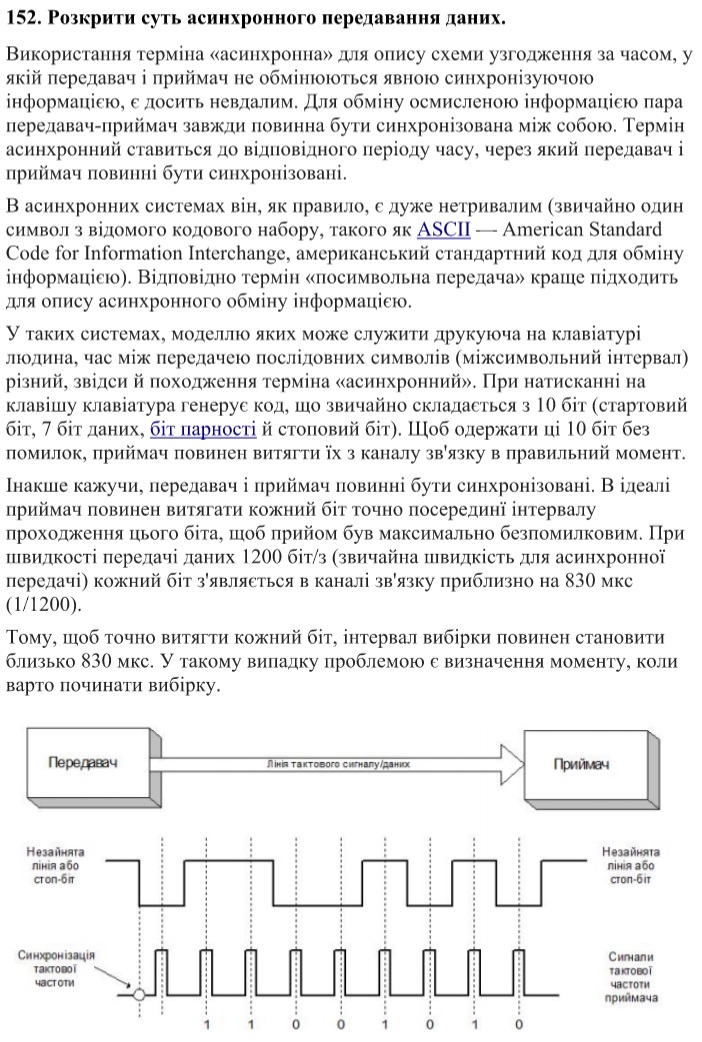 152. Розкрити суть асинхронного передавання даних.
Використання терміна «асинхронна» для опису схеми узгодження за часом, у
якій передавач і приймач не обмінюються явною синхронізуючою
інформацією, є досить невдалим. Для обміну осмисленою інформацією пара
передавач-приймач завжди повинна бути синхронізована між собою. Термін
асинхронний ставиться до відповідного періоду часу, через який передавач і
приймач повинні бути синхронізовані.
В асинхронних системах він, як правило, є дуже нетривалим (звичайно один
символ з відомого кодового набору, такого як ASCII — American Standard
Code for Information Interchange, американський стандартний код для обміну
інформацією). Відповідно термін «посимвольна передача» краще підходить
для опису асинхронного обміну інформацією.
У таких системах, моделлю яких може служити друкуюча на клавіатурі
людина, час між передачею послідовних символів (міжсимвольний інтервал)
різний, звідси й походження терміна «асинхронний». При натисканні на
клавішу клавіатура генерує код, що звичайно складається з 10 біт (стартовий
біт, 7 біт даних, біт парності й стоповий біт). Щоб одержати ці 10 біт без
помилок, приймач повинен витягти їх з каналу зв'язку в правильний момент.
Інакше кажучи, передавач і приймач повинні бути синхронізовані. В ідеалі
приймач повинен витягати кожний біт точно посередині інтервалу
проходження цього біта, щоб прийом був максимально безпомилковим. При
швидкості передачі даних 1200 біт/з (звичайна швидкість для асинхронної
передачі) кожний біт з'являється в каналі зв'язку приблизно на 830 мкс
(1/1200).
Тому, щоб точно витягти кожний біт, інтервал вибірки повинен становити
близько 830 мкс. У такому випадку проблемою є визначення моменту, коли
варто починати вибірку.
Передавач
Лінія тактового сигналу/даних
Приймач
Незайнята
лінія або
стоп-біт
Незайнята
лінія або
стоп-біт
Синхронізація
тактової
частоти
Сигнали
тактової
частоти
приймача
1 1 0 0 1 0 1 0